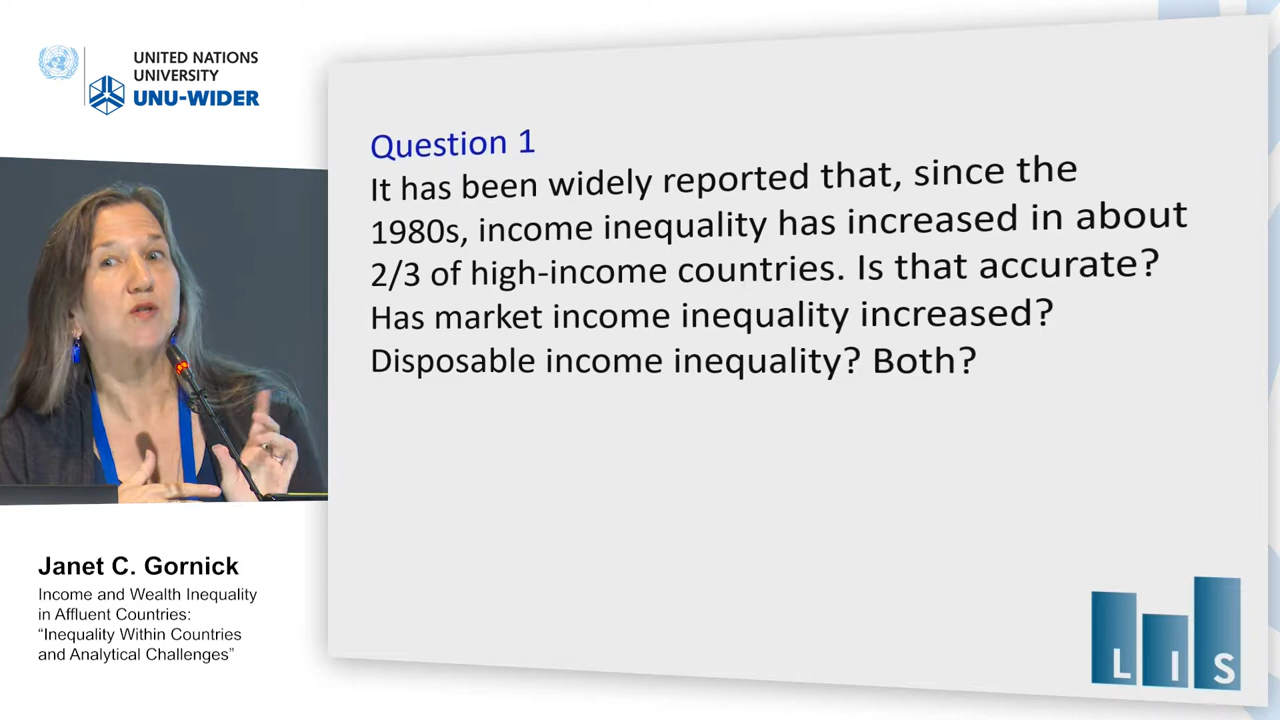 UNITED NATIONS
UNIVERSITY
UNU-WIDER
Question 1
It has been widely reported that, since the
1980s, income inequality has increased in about
2/3 of high-income countries. Is that accurate?
Has market income inequality increased?
Disposable income inequality? Both?
Janet C. Gornick
Income and Wealth Inequality
in Affluent Countries:
“Inequality Within Countries
and Analytical Challenges”
LIS